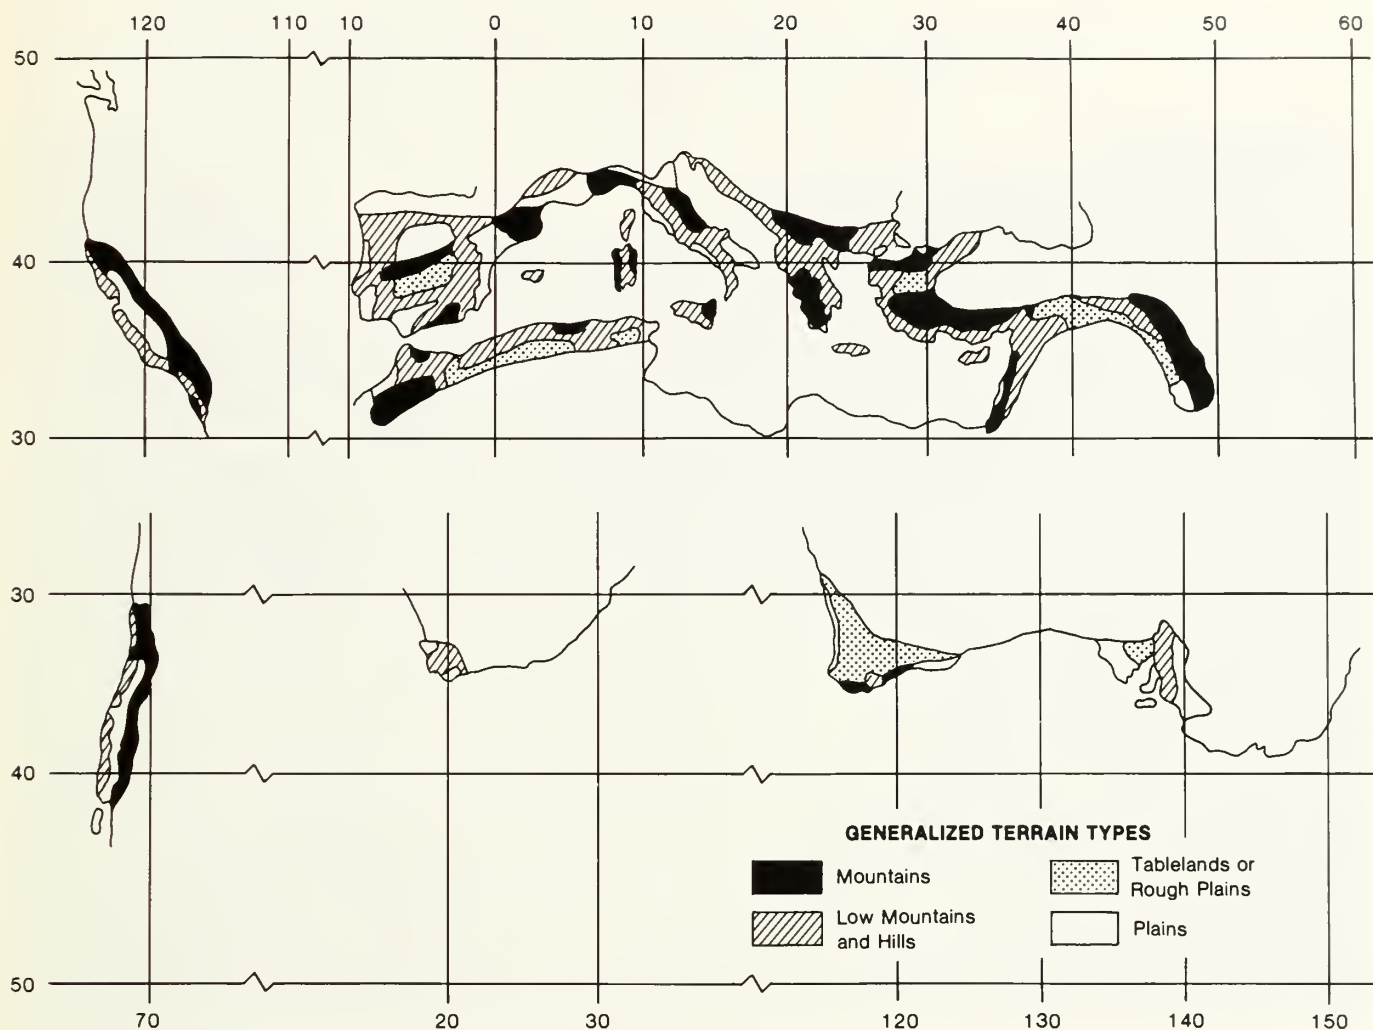 120 110 10 0 10 20 30 40 50 60
50
40
30
30
40
GENERALIZED TERRAIN TYPES
Mountains
Tablelands or
Rough Plains
Low Mountains
and Hills
Plains
50
70 20 30 120 130 140 150